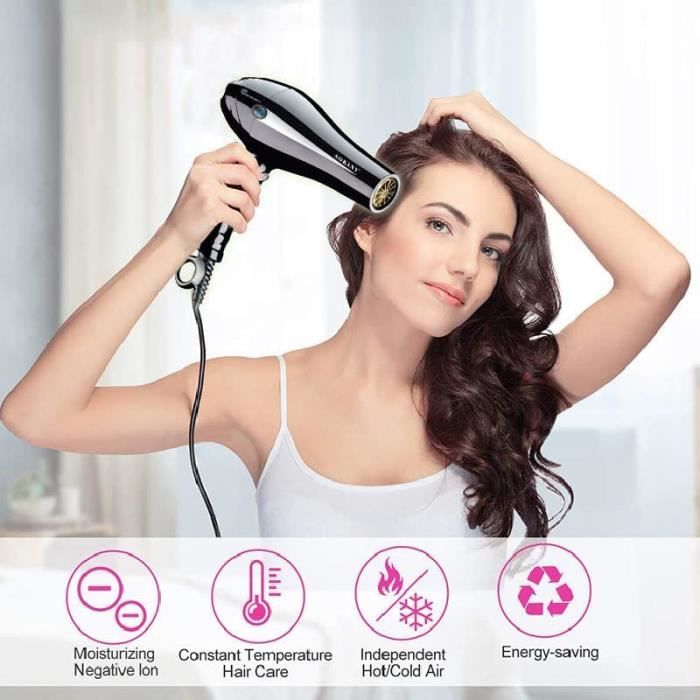 SOKANY
Moisturizing
Negative Ion
Constant Temperature
Hair Care
Independent
Hot/Cold Air
Energy-saving